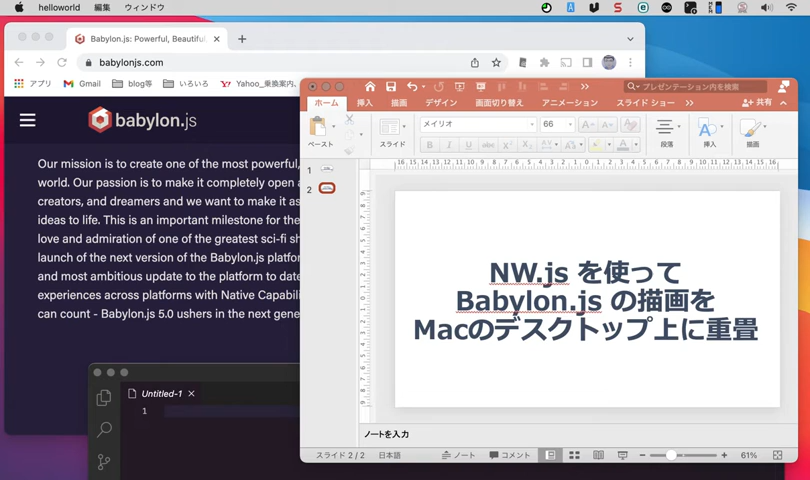 helloworld 編集 ウィンドウ
Babylon.js: Powerful, Beautiful
babylonjs.com
アプリ Gmail blog等 いろいろ Yahoo_乗換案内、
babylon.js
Our mission is to create one of the most powerful,
world. Our passion is to make it completely open a
creators, and dreamers and we want to make it as
ideas to life. This is an important milestone for the
love and admiration of one of the greatest sci-fi sh
launch of the next version of the Babylon.js platfor
and most ambitious update to the platform to date
experiences across platforms with Native Capabili
can count - Babylon.js 5.0 ushers in the next gene
Untitled-1
1
プレゼンテーション内を検索
ホーム 挿入 描画 デザイン 画面切り替え アニメーション スライド ショー 共有
ペースト スライド メイリオ 66 段落 挿入 描画
1
2
NW.js を使って
Babylon.js の描画を
Macのデスクトップ上に重畳
ノートを入力
スライド 2 / 2 日本語 ノート コメント 61%